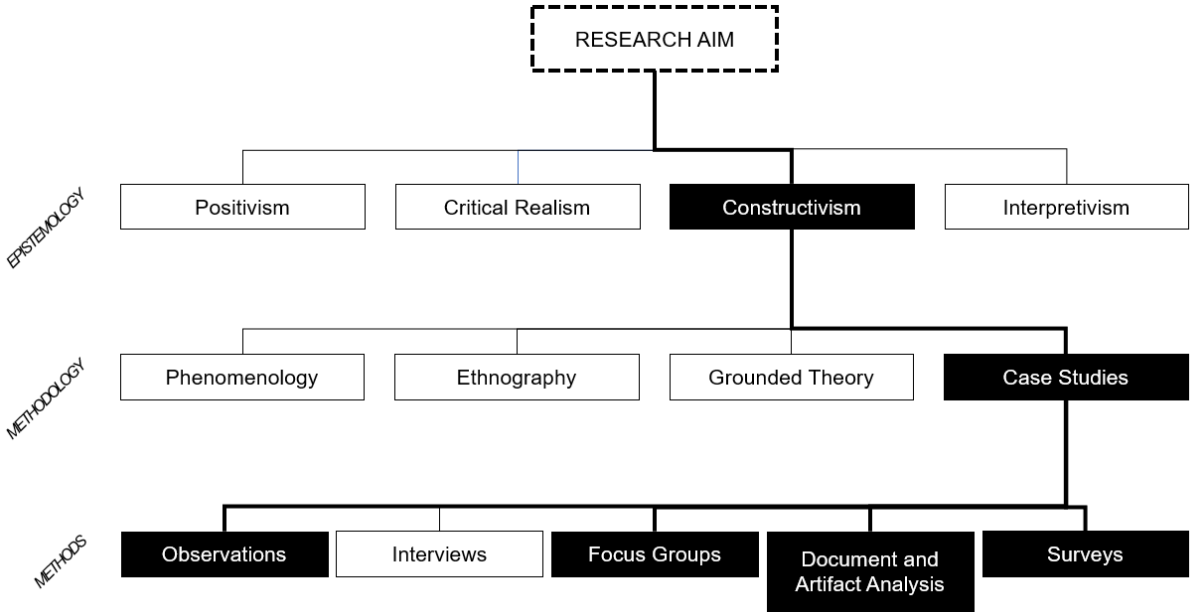 RESEARCH AIM
EPISTEMOLOGY
Positivism
Critical Realism
Constructivism
Interpretivism
METHODOLOGY
Phenomenology
Ethnography
Grounded Theory
Case Studies
METHODS
Observations
Interviews
Focus Groups
Document and
Artifact Analysis
Surveys